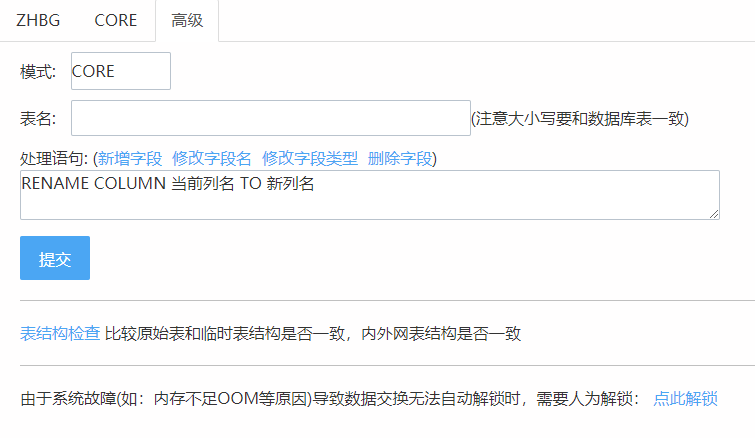 ZHBG CORE 高级
模式: CORE
表名: (注意大小写要和数据库表一致)
处理语句: (新增字段 修改字段名 修改字段类型 删除字段)
RENAME COLUMN 当前列名 TO 新列名
提交
表结构检查 比较原始表和临时表结构是否一致，内外网表结构是否一致
由于系统故障(如：内存不足OOM等原因)导致数据交换无法自动解锁时，需要人为解锁： 点此解锁